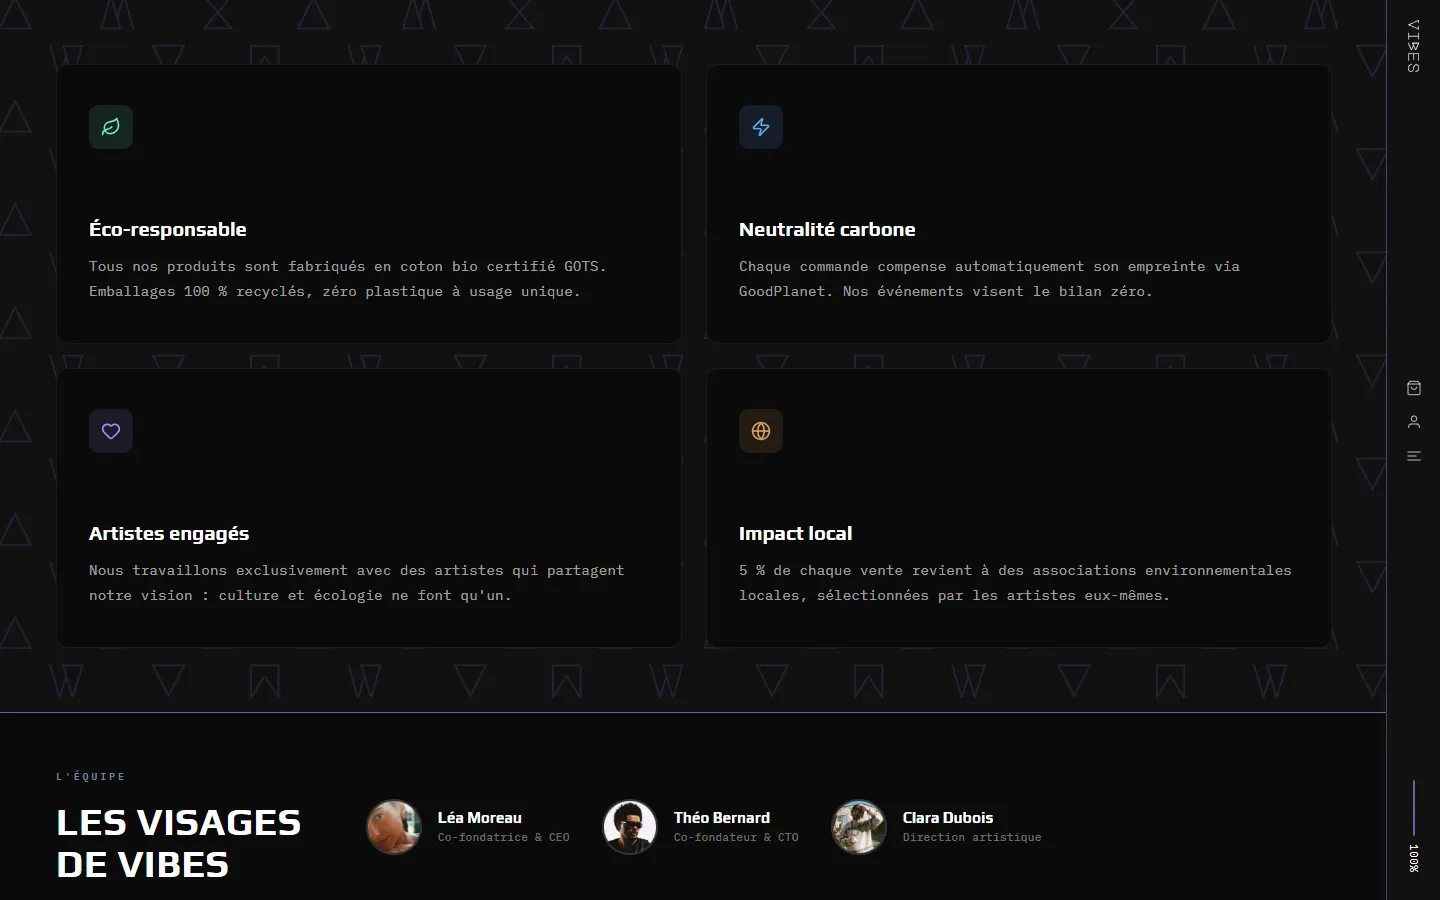 VIBES
Éco-responsable
Tous nos produits sont fabriqués en coton bio certifié GOTS.
Emballages 100 % recyclés, zéro plastique à usage unique.
Neutralité carbone
Chaque commande compense automatiquement son empreinte via
GoodPlanet. Nos événements visent le bilan zéro.
Artistes engagés
Nous travaillons exclusivement avec des artistes qui partagent
notre vision : culture et écologie ne font qu'un.
Impact local
5 % de chaque vente revient à des associations environnementales
locales, sélectionnées par les artistes eux-mêmes.
L'ÉQUIPE
LES VISAGES
DE VIBES
Léa Moreau
Co-fondatrice & CEO
Théo Bernard
Co-fondateur & CTO
Clara Dubois
Direction artistique
100%